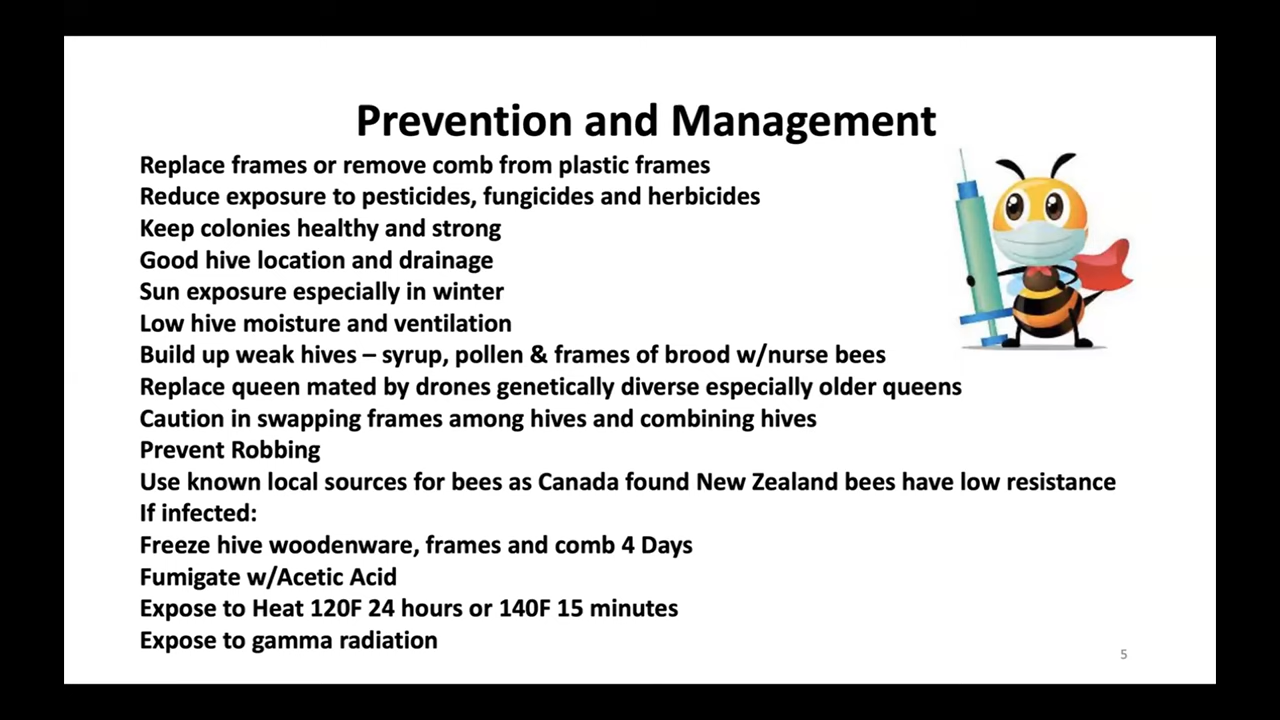 Prevention and Management
Replace frames or remove comb from plastic frames
Reduce exposure to pesticides, fungicides and herbicides
Keep colonies healthy and strong
Good hive location and drainage
Sun exposure especially in winter
Low hive moisture and ventilation
Build up weak hives – syrup, pollen & frames of brood w/nurse bees
Replace queen mated by drones genetically diverse especially older queens
Caution in swapping frames among hives and combining hives
Prevent Robbing
Use known local sources for bees as Canada found New Zealand bees have low resistance
If infected:
Freeze hive woodenware, frames and comb 4 Days
Fumigate w/Acetic Acid
Expose to Heat 120F 24 hours or 140F 15 minutes
Expose to gamma radiation
5